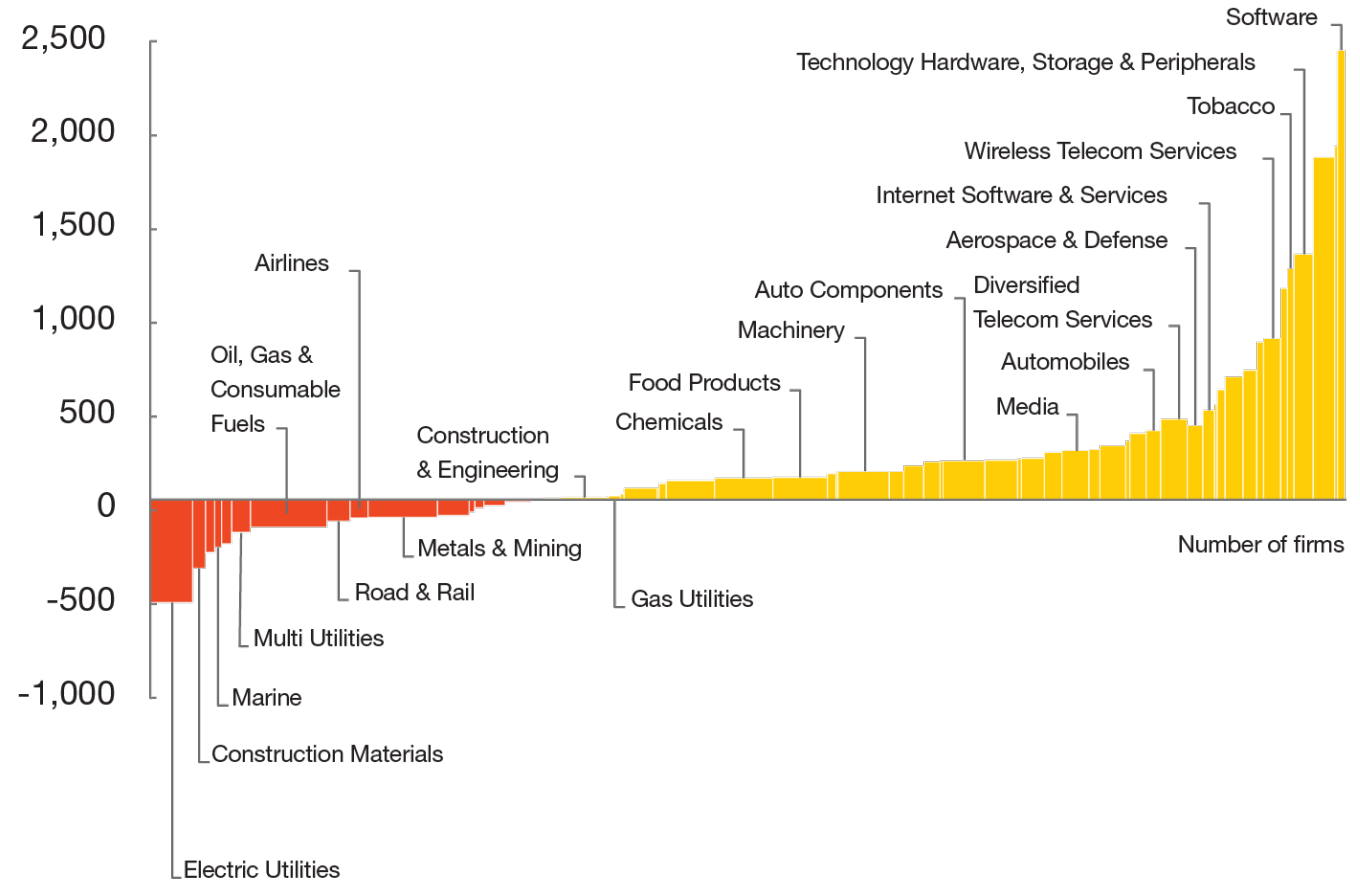 2,500
2,000
1,500
1,000
500
0
-500
-1,000
Software
Technology Hardware, Storage & Peripherals
Tobacco
Wireless Telecom Services
Internet Software & Services
Aerospace & Defense
Diversified
Telecom Services
Auto Components
Machinery
Automobiles
Food Products
Media
Chemicals
Airlines
Oil, Gas &
Consumable
Fuels
Construction
& Engineering
Number of firms
Metals & Mining
Road & Rail
Gas Utilities
Multi Utilities
Marine
Construction Materials
Electric Utilities